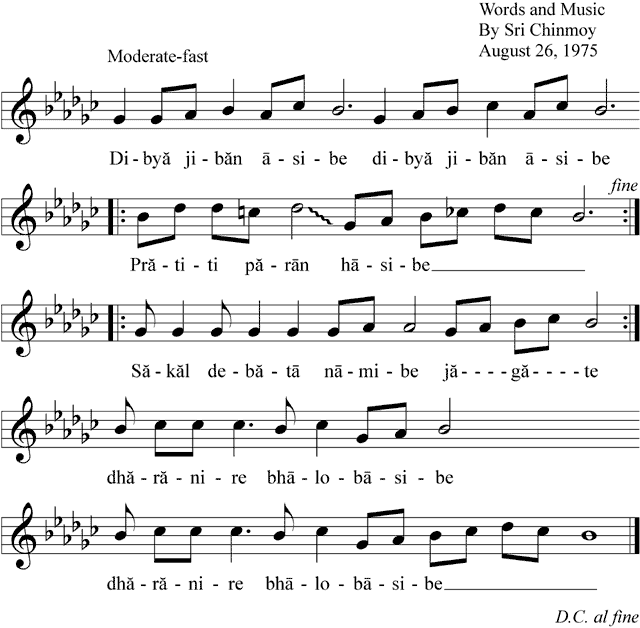 Words and Music
By Sri Chinmoy
August 26, 1975
Moderate-fast
Di-byă ji-băn ā-si-be di-byă ji-băn ā-si-be
fine
Pră-ti-ti pă-rān hā-si-be
Să-kăl de-bă-tā nā-mi-be jā----gă----te
dhă-ră-ni-re bhā-lo-bā-si-be
dhă-ră-ni-re bhā-lo-bā-si-be
D.C. al fine